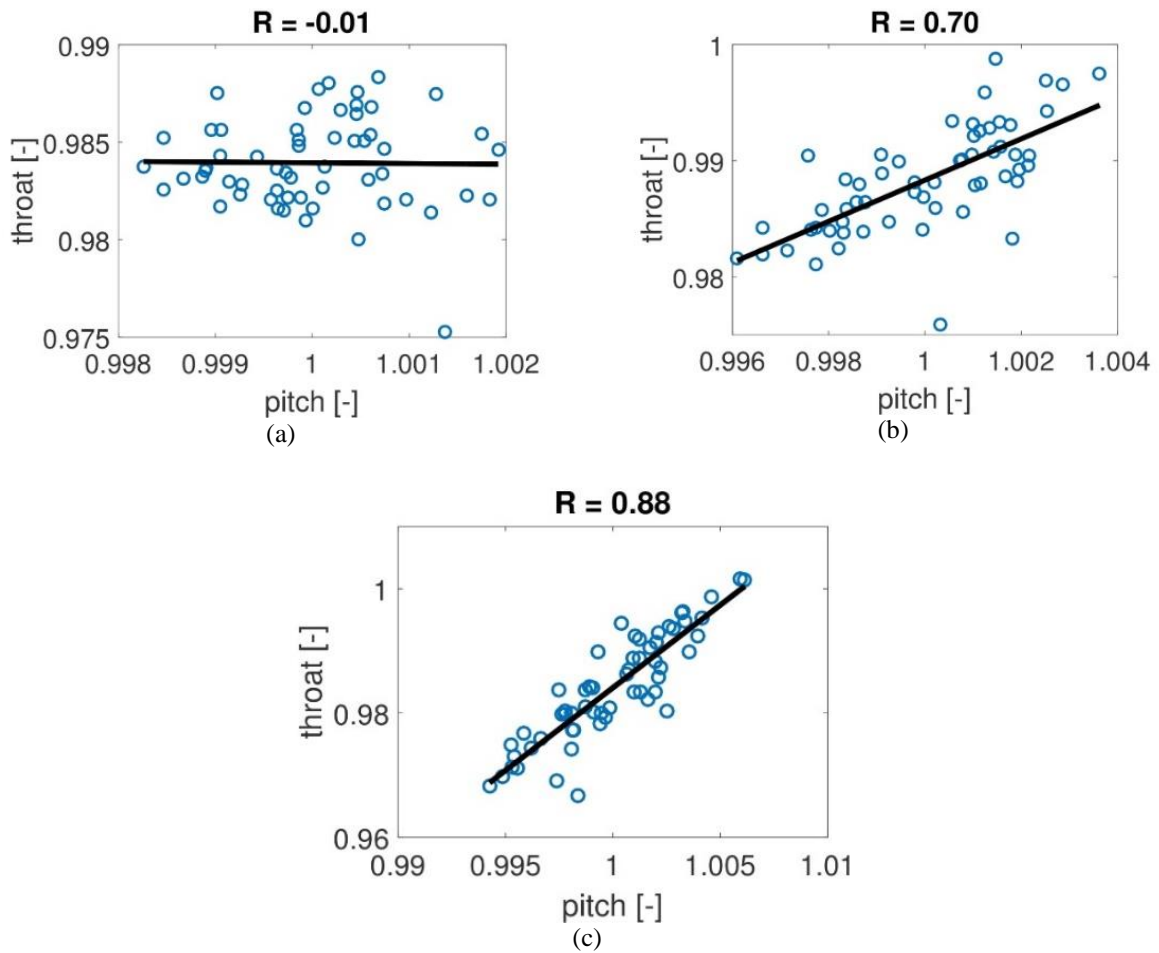 R = -0.01
0.99
0.985
0.98
0.975
throat [-]
0.998 0.999 1 1.001 1.002
pitch [-]
(a)
R = 0.70
1
0.99
0.98
throat [-]
0.996 0.998 1 1.002 1.004
pitch [-]
(b)
R = 0.88
1
0.98
0.96
throat [-]
0.99 0.995 1 1.005 1.01
pitch [-]
(c)